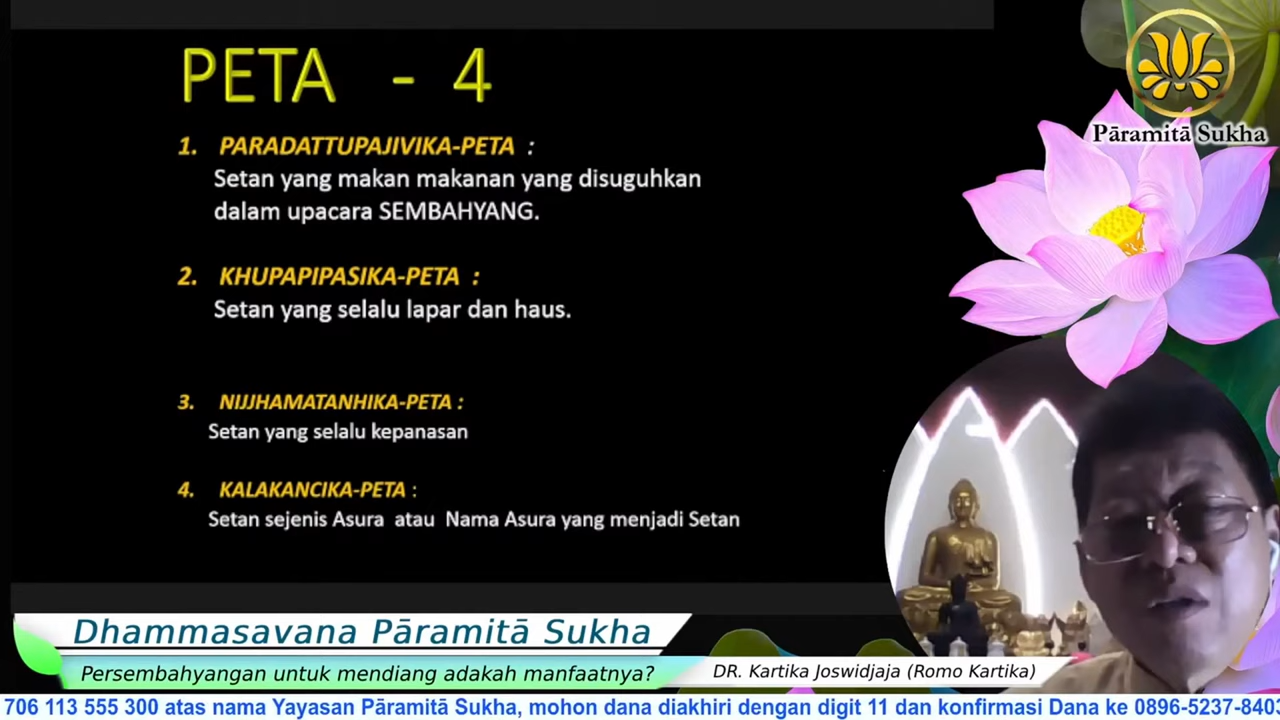 PETA - 4
Pāramitā Sukha
1. PARADATTUPAJIVIKA-PETA :
Setan yang makan makanan yang disuguhkan
dalam upacara SEMBAHYANG.
2. KHUPAPIPASIKA-PETA :
Setan yang selalu lapar dan haus.
3. NIJJHAMATANHIKA-PETA :
Setan yang selalu kepanasan
4. KALAKANCIKA-PETA :
Setan sejenis Asura atau Nama Asura yang menjadi Setan
Dhammasavana Pāramitā Sukha
Persembahyangan untuk mendiang adakah manfaatnya?
DR. Kartika Joswidjaja (Romo Kartika)
706 113 555 300 atas nama Yayasan Pāramitā Sukha, mohon dana diakhiri dengan digit 11 dan konfirmasi Dana ke 0896-5237-840